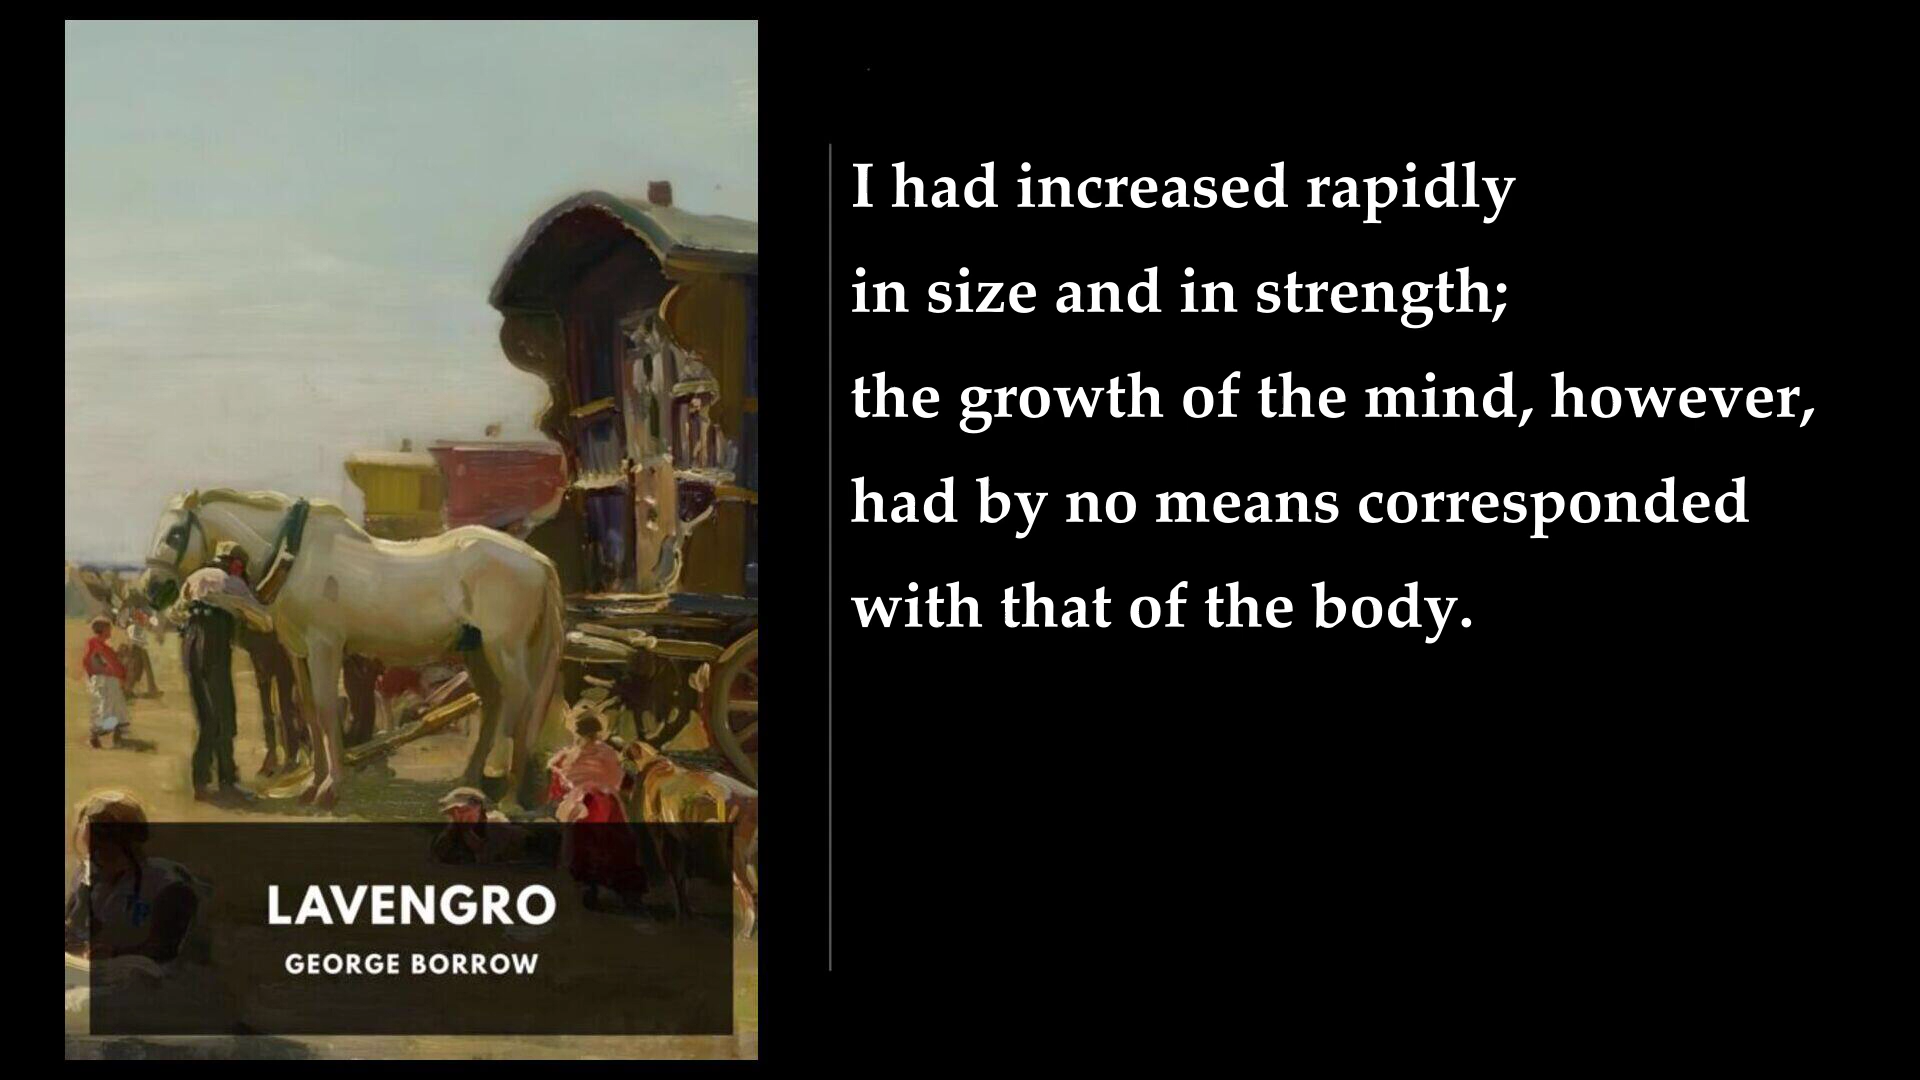 LAVENGRO
GEORGE BORROW
I had increased rapidly
in size and in strength;
the growth of the mind, however,
had by no means corresponded
with that of the body.